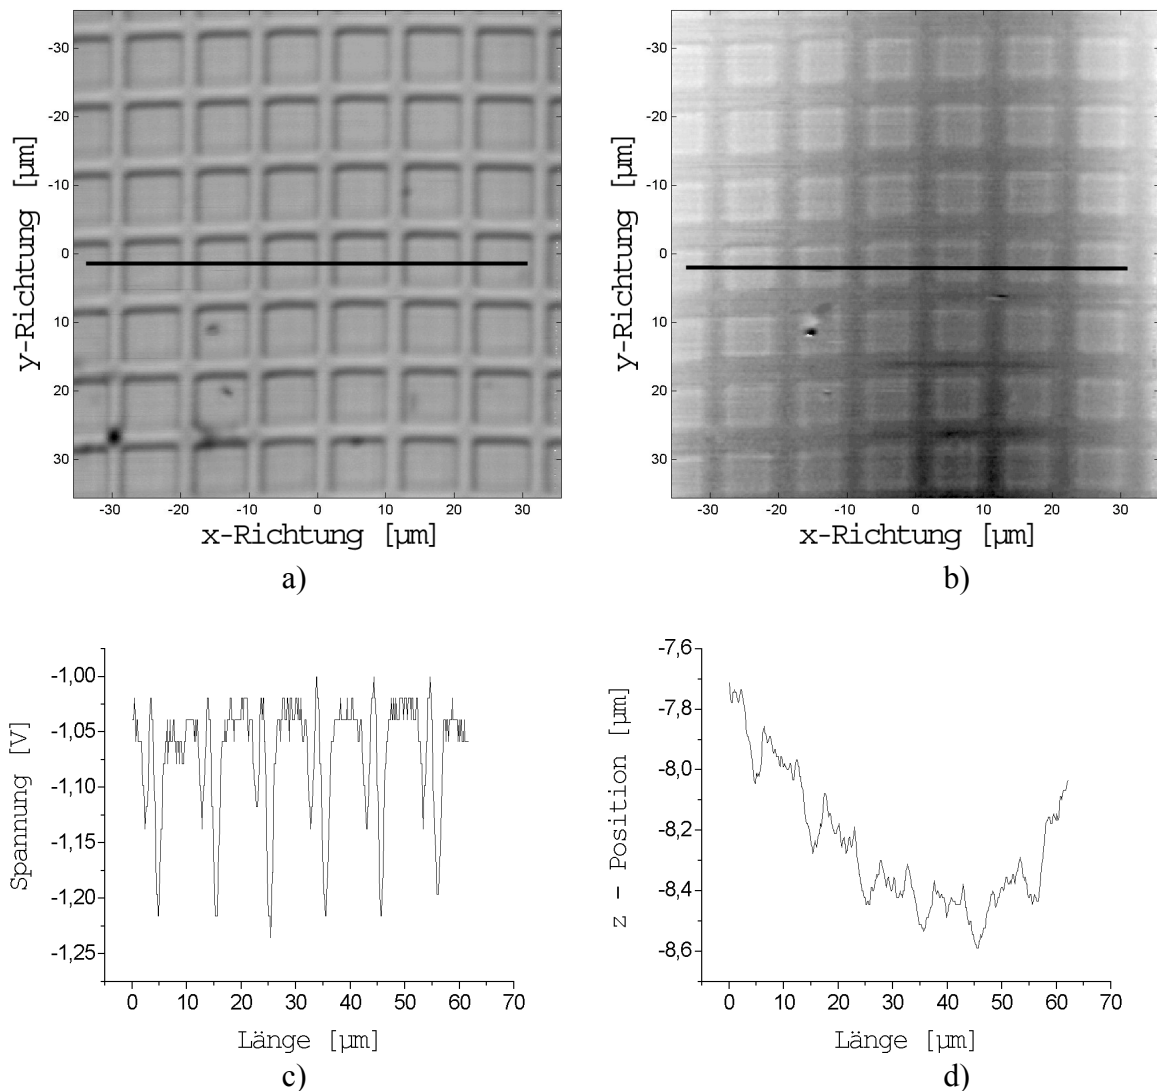 -30
-20
-10
0
10
20
30
y-Richtung [µm]
-30 -20 -10 0 10 20 30
x-Richtung [µm]
a)
-30
-20
-10
0
10
20
30
y-Richtung [µm]
-30 -20 -10 0 10 20 30
x-Richtung [µm]
b)
-1,00
-1,05
-1,10
-1,15
-1,20
-1,25
Spannung [V]
0 10 20 30 40 50 60 70
Länge [µm]
c)
-7,6
-7,8
-8,0
-8,2
-8,4
-8,6
z - Position [µm]
0 10 20 30 40 50 60 70
Länge [µm]
d)